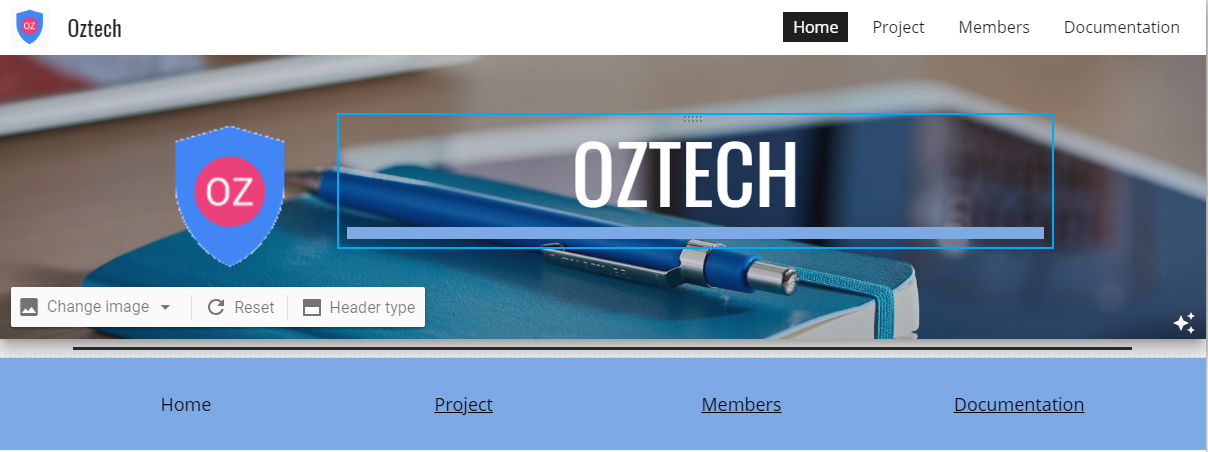 OZ
Oztech
Home Project Members Documentation
OZTECH
OZ
Change image Reset Header type
Home Project Members Documentation